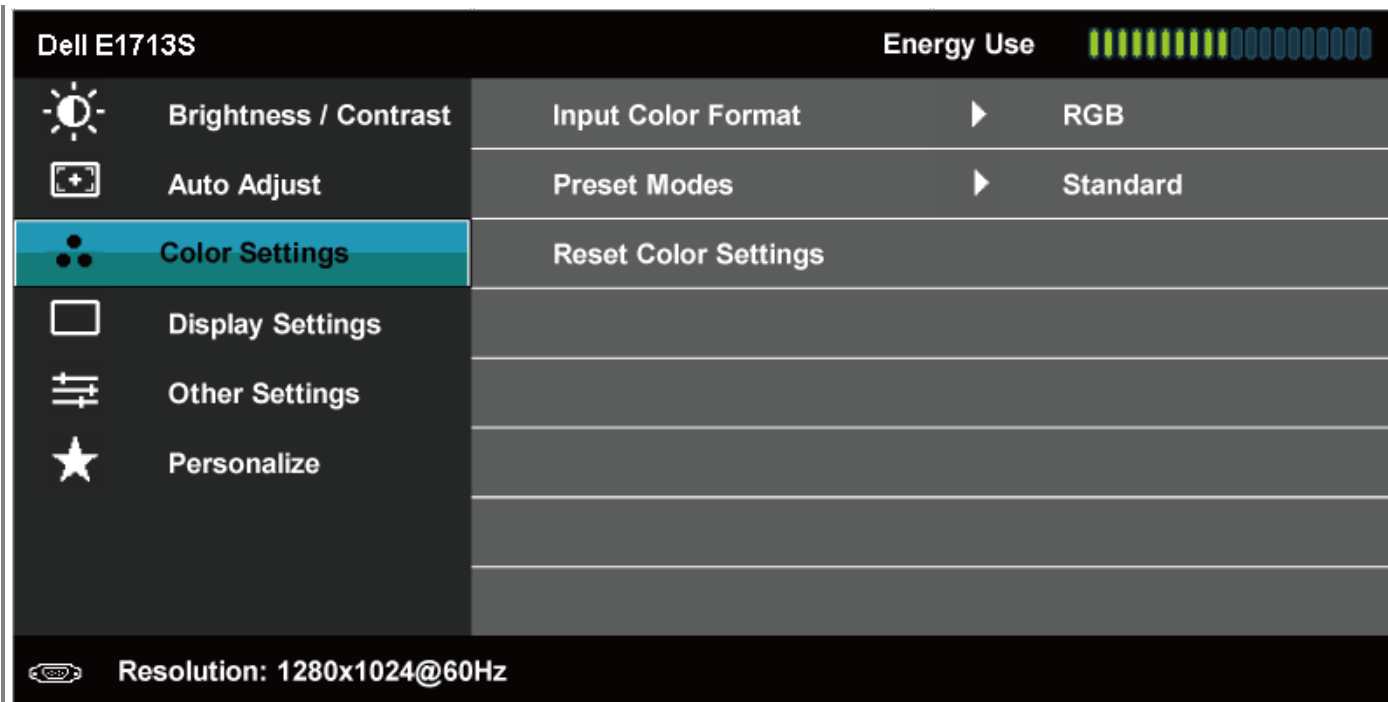 Dell E1713S Energy Use
Brightness / Contrast Input Color Format RGB
Auto Adjust Preset Modes Standard
Color Settings Reset Color Settings
Display Settings
Other Settings
Personalize
Resolution: 1280x1024@60Hz